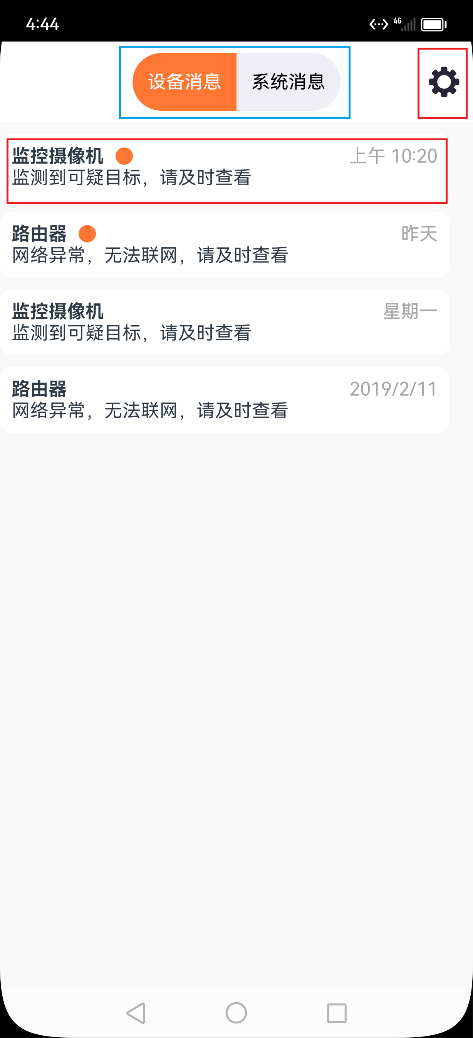 4:44
4G
设备消息 系统消息
监控摄像机 上午 10:20
监测到可疑目标，请及时查看
路由器 昨天
网络异常，无法联网，请及时查看
监控摄像机 星期一
监测到可疑目标，请及时查看
路由器 2019/2/11
网络异常，无法联网，请及时查看